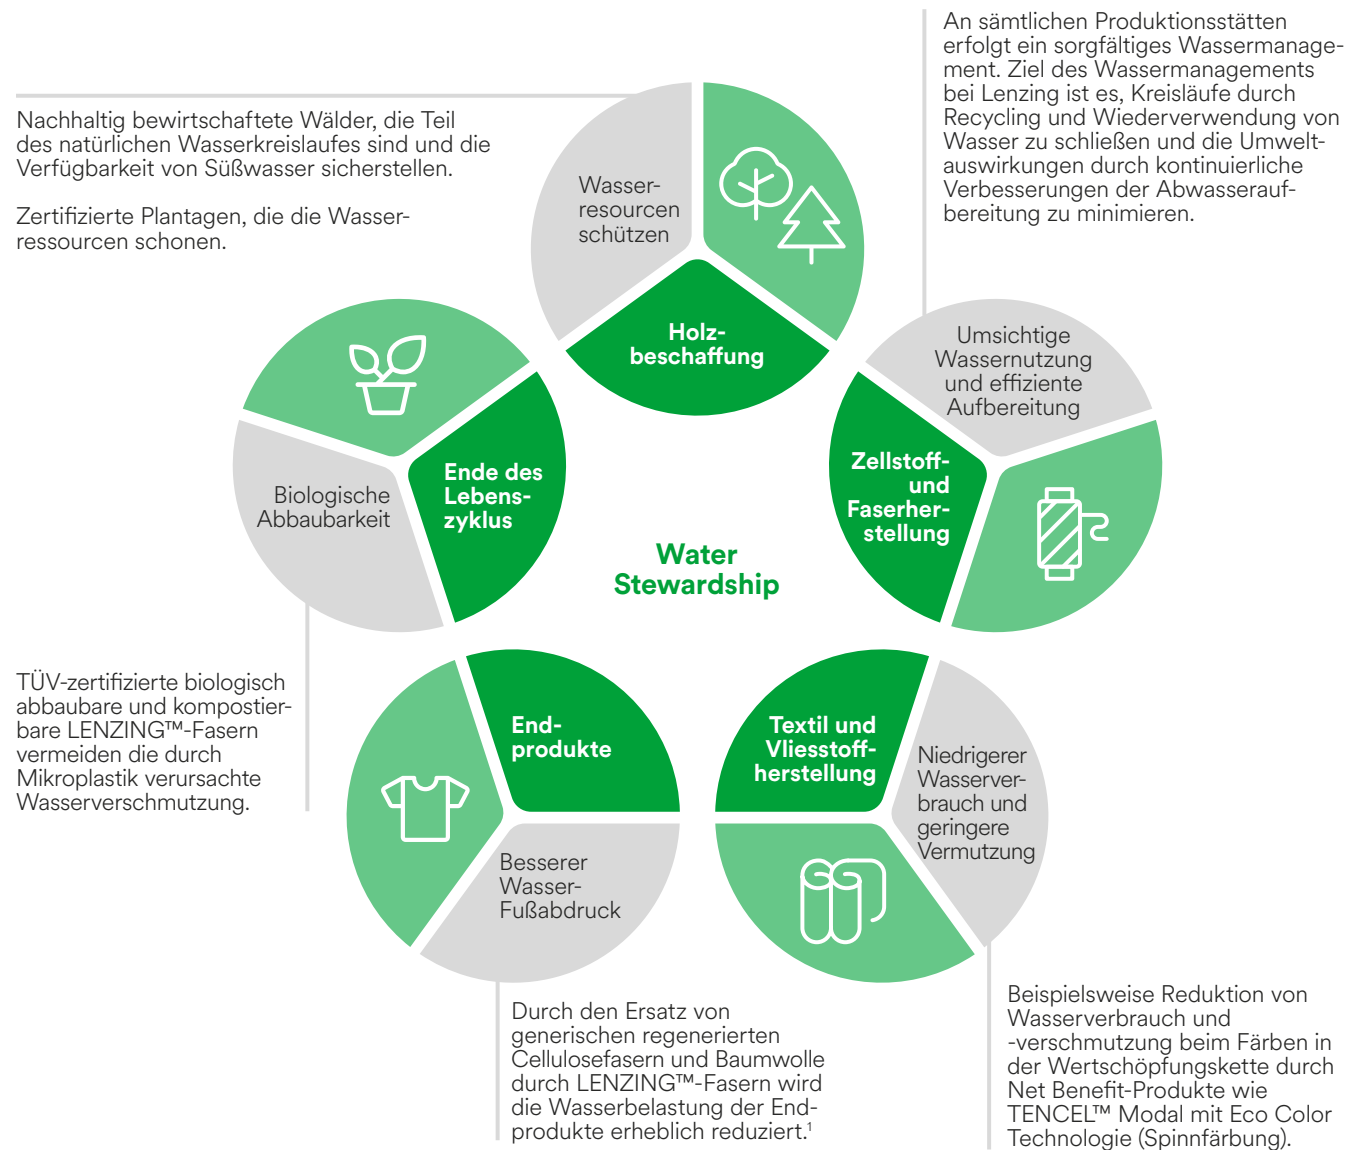 Nachhaltig bewirtschaftete Wälder, die Teil
des natürlichen Wasserkreislaufes sind und die
Verfügbarkeit von Süßwasser sicherstellen.
Zertifizierte Plantagen, die die Wasser-
ressourcen schonen.
Wasser-
resourcen
schützen
Holz-
beschaffung
An sämtlichen Produktionsstätten
erfolgt ein sorgfältiges Wassermanage-
ment. Ziel des Wassermanagements
bei Lenzing ist es, Kreisläufe durch
Recycling und Wiederverwendung von
Wasser zu schließen und die Umwelt-
auswirkungen durch kontinuierliche
Verbesserungen der Abwasserauf-
bereitung zu minimieren.
Umsichtige
Wassernutzung
und effiziente
Aufbereitung
Zellstoff-
und
Faserher-
stellung
Ende des
Lebens-
zyklus
Biologische
Abbaubarkeit
Water
Stewardship
TÜV-zertifizierte biologisch
abbaubare und kompostier-
bare LENZING™-Fasern
vermeiden die durch
Mikroplastik verursachte
Wasserverschmutzung.
End-
produkte
Besserer
Wasser-
Fußabdruck
Textil und
Vliesstoff-
herstellung
Niedrigerer
Wasserver-
brauch und
geringere
Vermutzung
Durch den Ersatz von
generischen regenerierten
Cellulosefasern und Baumwolle
durch LENZING™-Fasern wird
die Wasserbelastung der End-
produkte erheblich reduziert.¹
Beispielsweise Reduktion von
Wasserverbrauch und
-verschmutzung beim Färben in
der Wertschöpfungskette durch
Net Benefit-Produkte wie
TENCEL™ Modal mit Eco Color
Technologie (Spinnfärbung).